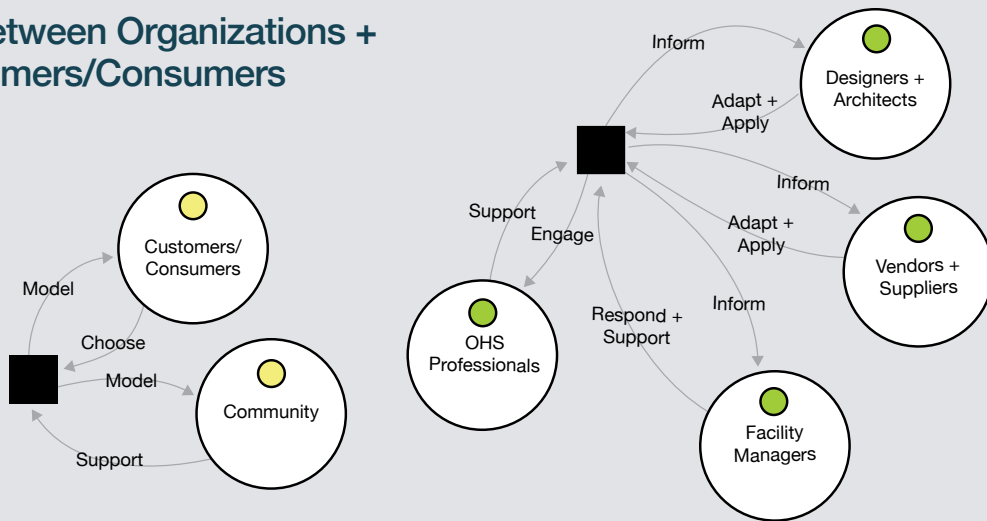 etween Organizations +
mers/Consumers
Customers/
Consumers
Model
Choose
Model
Community
Support
Inform
Designers +
Architects
Adapt +
Apply
Inform
Adapt +
Apply
Vendors +
Suppliers
Support
Engage
OHS
Professionals
Respond +
Support
Inform
Facility
Managers